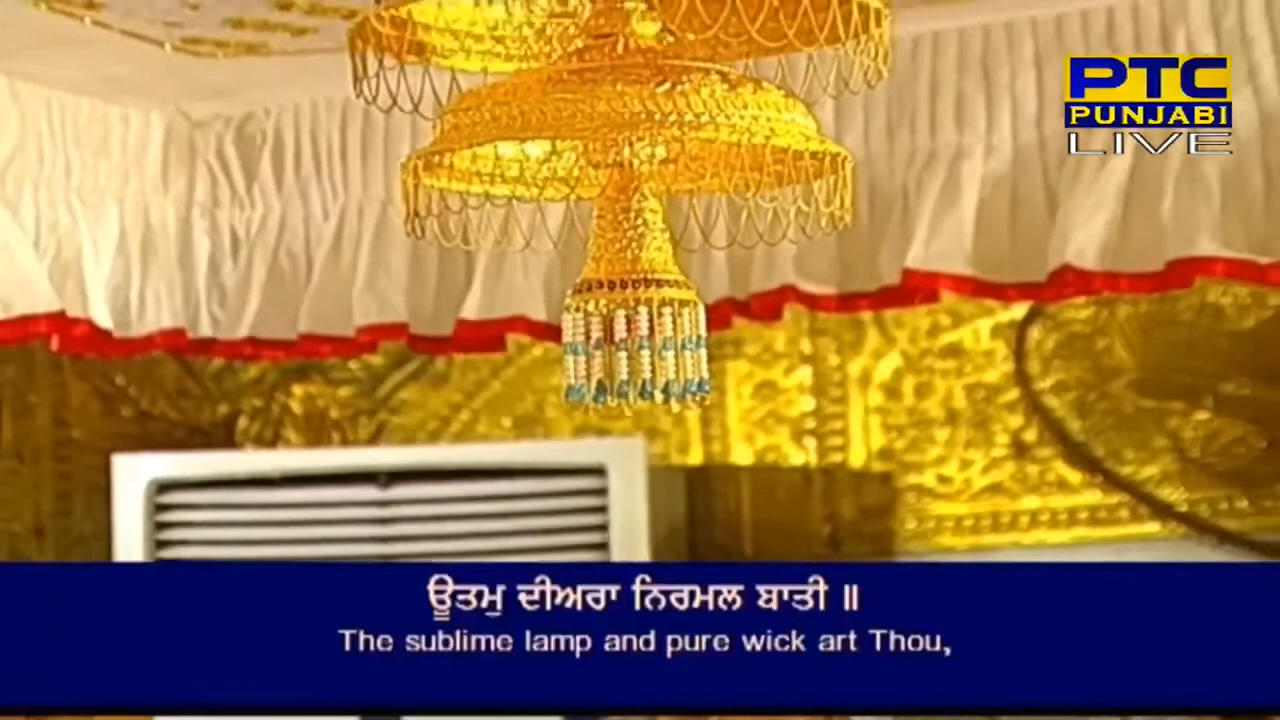 PTC
PUNJABI
LIVE
ਊਤਮੁ ਦੀਅਰਾ ਨਿਰਮਲ ਬਾਤੀ ॥
The sublime lamp and pure wick art Thou,